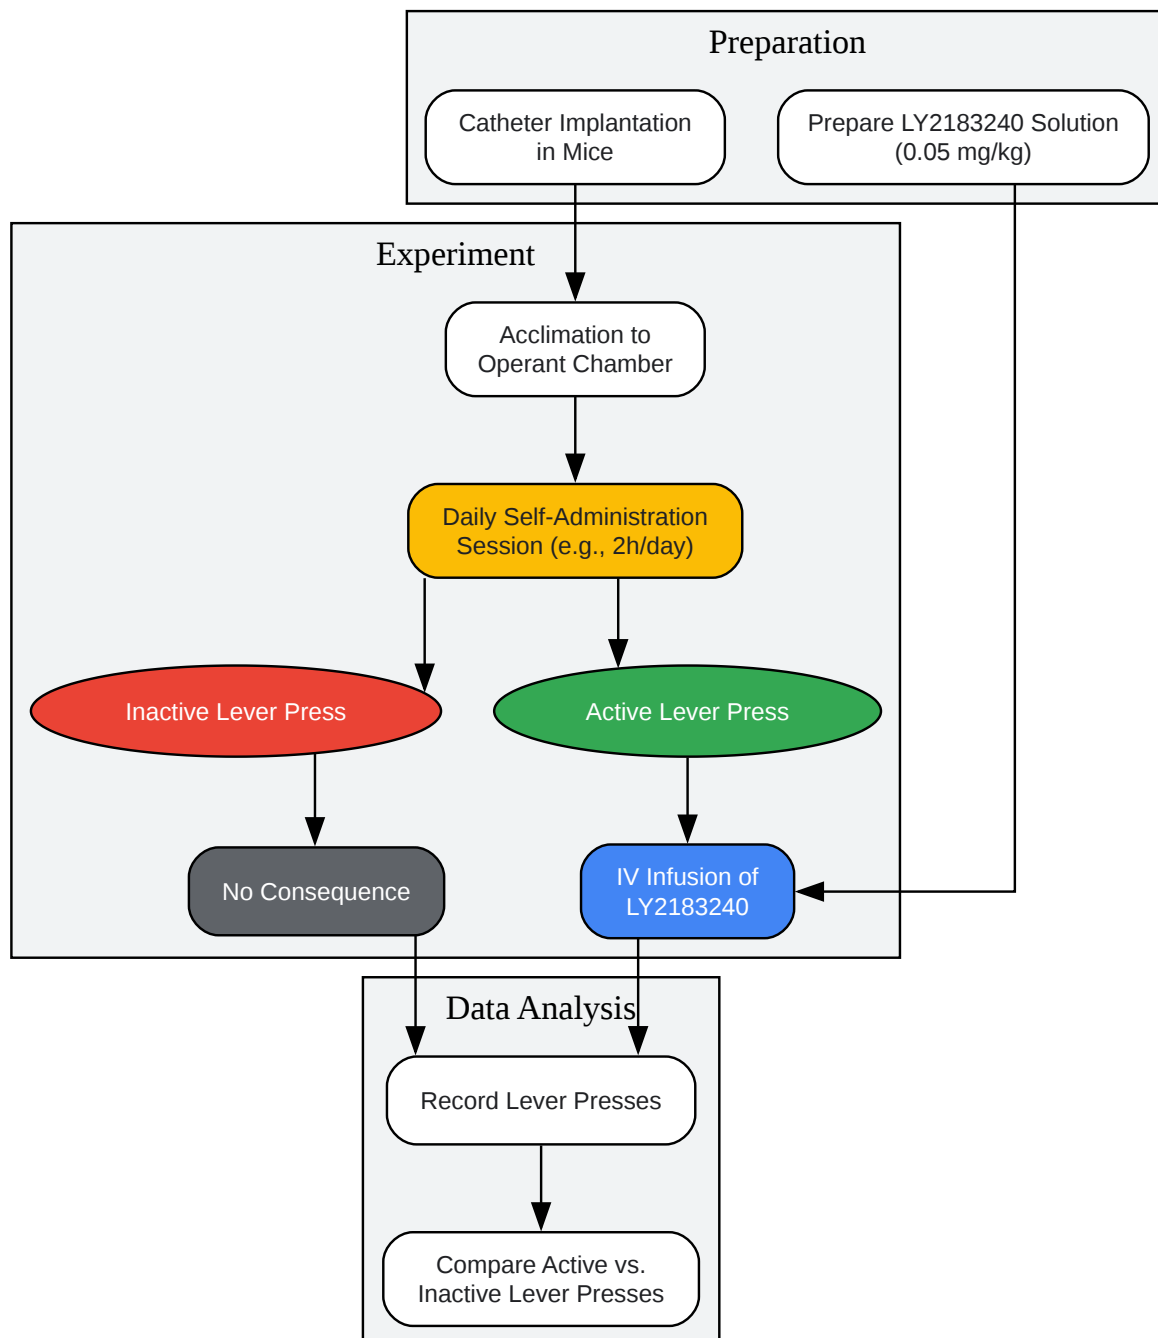 Preparation
Catheter Implantation
in Mice
Prepare LY2183240 Solution
(0.05 mg/kg)
Experiment
Acclimation to
Operant Chamber
Daily Self-Administration
Session (e.g., 2h/day)
Inactive Lever Press
Active Lever Press
No Consequence
IV Infusion of
LY2183240
Data Analysis
Record Lever Presses
Compare Active vs.
Inactive Lever Presses